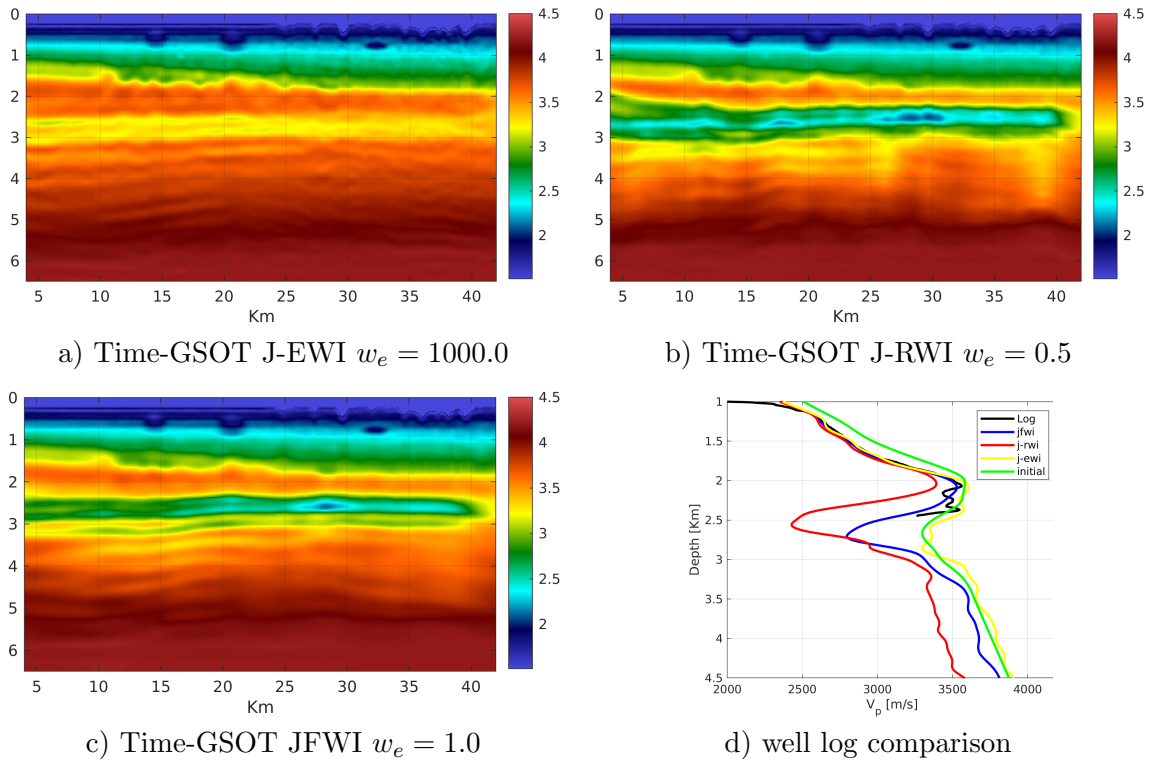 0
1
2
3
4
5
6
5 10 15 20 25 30 35 40
Km
4.5
4
3.5
3
2.5
2
a) Time-GSOT J-EWI w_e = 1000.0
0
1
2
3
4
5
6
5 10 15 20 25 30 35 40
Km
4.5
4
3.5
3
2.5
2
b) Time-GSOT J-RWI w_e = 0.5
0
1
2
3
4
5
6
5 10 15 20 25 30 35 40
Km
4.5
4
3.5
3
2.5
2
c) Time-GSOT JFWI w_e = 1.0
Depth [Km]
1
1.5
2
2.5
3
3.5
4
4.5
2000 2500 3000 3500 4000
V_p [m/s]
Log
jfwi
j-rwi
j-ewi
initial
d) well log comparison